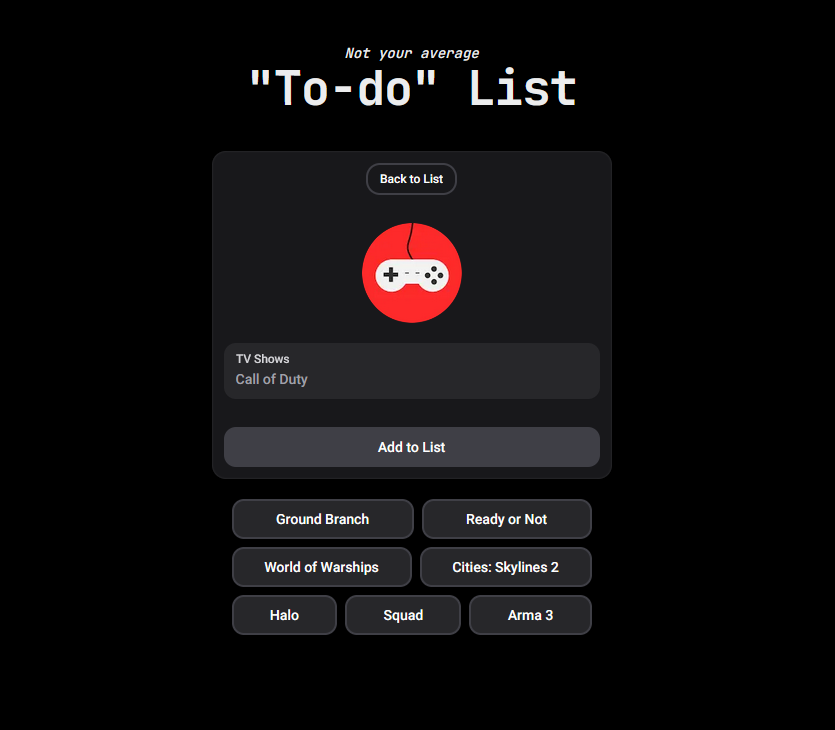 Not your average
"To-do" List
Back to List
TV Shows
Call of Duty
Add to List
Ground Branch
Ready or Not
World of Warships
Cities: Skylines 2
Halo
Squad
Arma 3